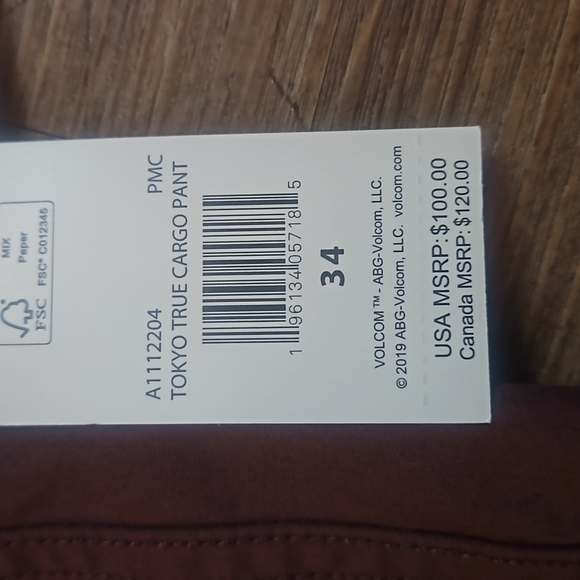 A1112204 PMC
TOKYO TRUE CARGO PANT
1 96134 05718 5
34
VOLCOM™ - ABG-Volcom, LLC.
© 2019 ABG-Volcom, LLC. volcom.com
USA MSRP: $100.00
Canada MSRP: $120.00
FSC
MIX
Paper
FSC® C012345